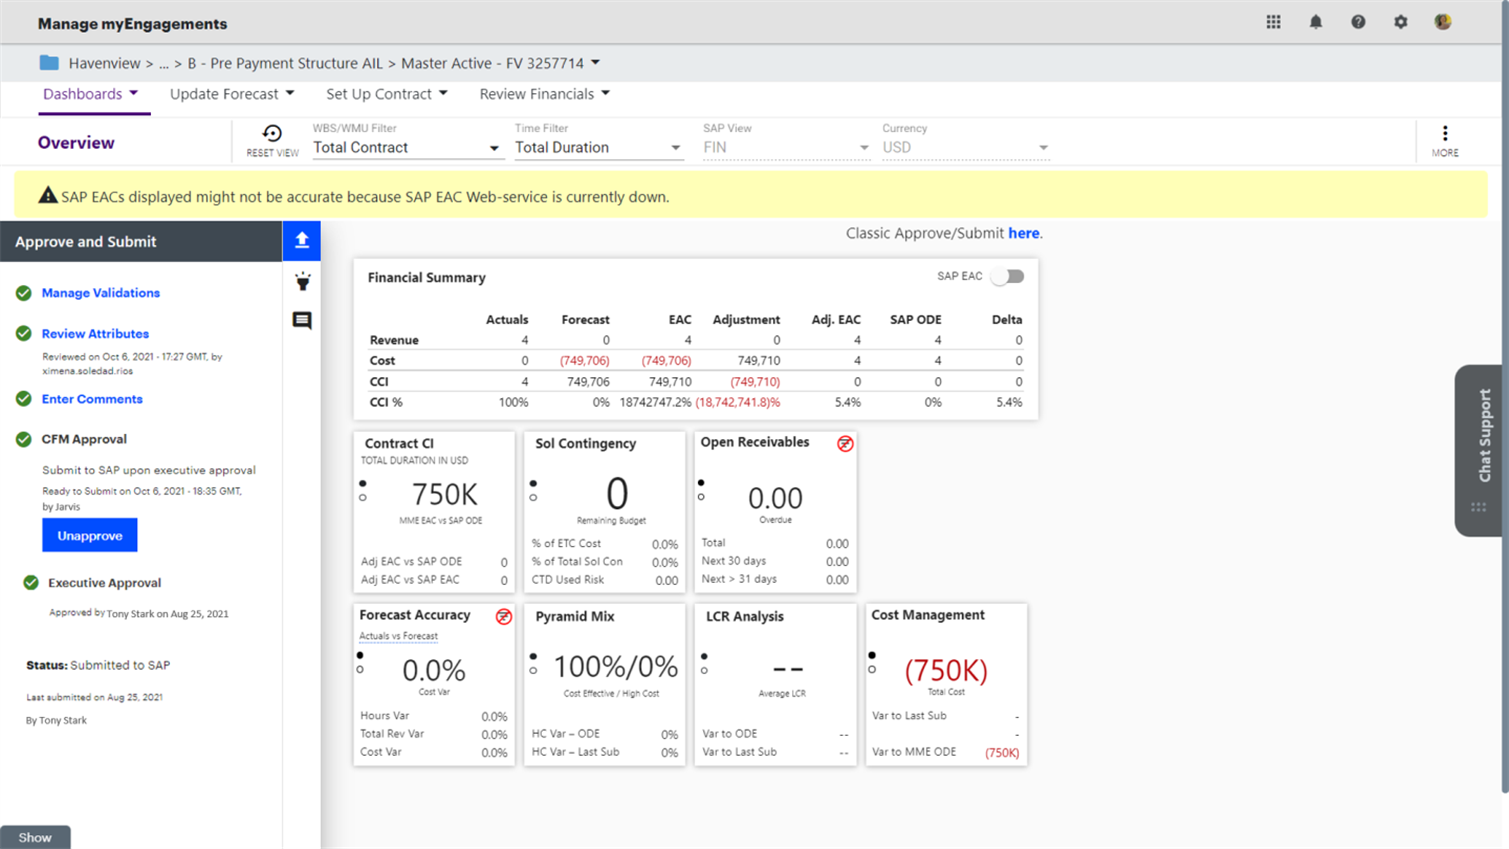 Manage myEngagements
Havenview > ... > B - Pre Payment Structure AIL > Master Active - FV 3257714
Dashboards Update Forecast Set Up Contract Review Financials
Overview
RESET VIEW
WBS/WMU Filter
Total Contract
Time Filter
Total Duration
SAP View
FIN
Currency
USD
MORE
SAP EACs displayed might not be accurate because SAP EAC Web-service is currently down.
Approve and Submit
Manage Validations
Review Attributes
Reviewed on Oct 6, 2021 - 17:27 GMT, by
ximena.soledad.rios
Enter Comments
CFM Approval
Submit to SAP upon executive approval
Ready to Submit on Oct 6, 2021 - 18:35 GMT,
by Jarvis
Unapprove
Executive Approval
Approved by Tony Stark on Aug 25, 2021
Status: Submitted to SAP
Last submitted on Aug 25, 2021
By Tony Stark
Show
Classic Approve/Submit here.
Financial Summary
SAP EAC
Actuals Forecast EAC Adjustment Adj. EAC SAP ODE Delta
Revenue 4 0 4 0 4 4 0
Cost 0 (749,706) (749,706) 749,710 4 4 0
CCI 4 749,706 749,710 (749,710) 0 0 0
CCI % 100% 0% 18742747.2% (18,742,741.8)% 5.4% 0% 5.4%
Contract CI
TOTAL DURATION IN USD
750K
MME EAC vs SAP ODE
Adj EAC vs SAP ODE 0
Adj EAC vs SAP EAC 0
Sol Contingency
0
Remaining Budget
% of ETC Cost 0.0%
% of Total Sol Con 0.0%
CTD Used Risk 0.00
Open Receivables
0.00
Overdue
Total 0.00
Next 30 days 0.00
Next > 31 days 0.00
Forecast Accuracy
Actuals vs Forecast
0.0%
Cost Var
Hours Var 0.0%
Total Rev Var 0.0%
Cost Var 0.0%
Pyramid Mix
100%/0%
Cost Effective / High Cost
HC Var – ODE 0%
HC Var – Last Sub 0%
LCR Analysis
--
Average LCR
Var to ODE --
Var to Last Sub --
Cost Management
(750K)
Total Cost
Var to Last Sub -
-
Var to MME ODE (750K)
Chat Support